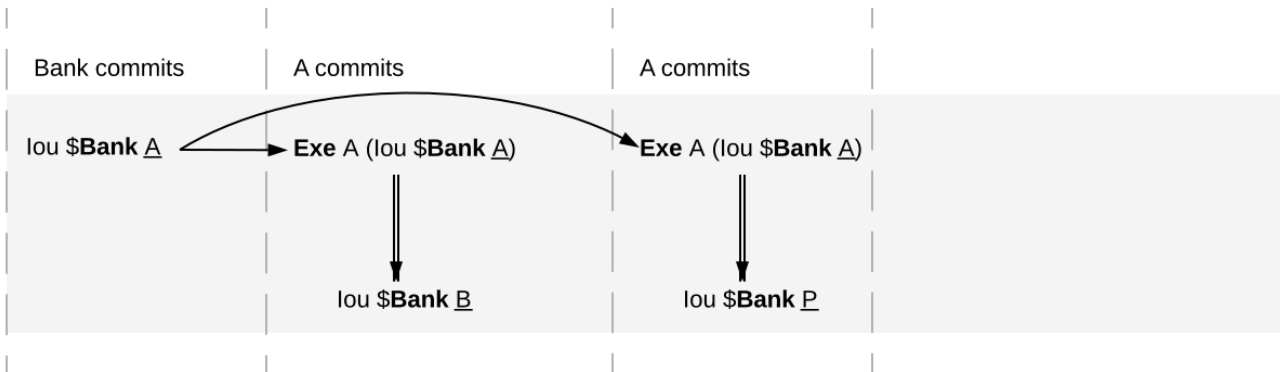 Bank commits
A commits
A commits
Iou $Bank A
Exe A (Iou $Bank A)
Exe A (Iou $Bank A)
Iou $Bank B
Iou $Bank P